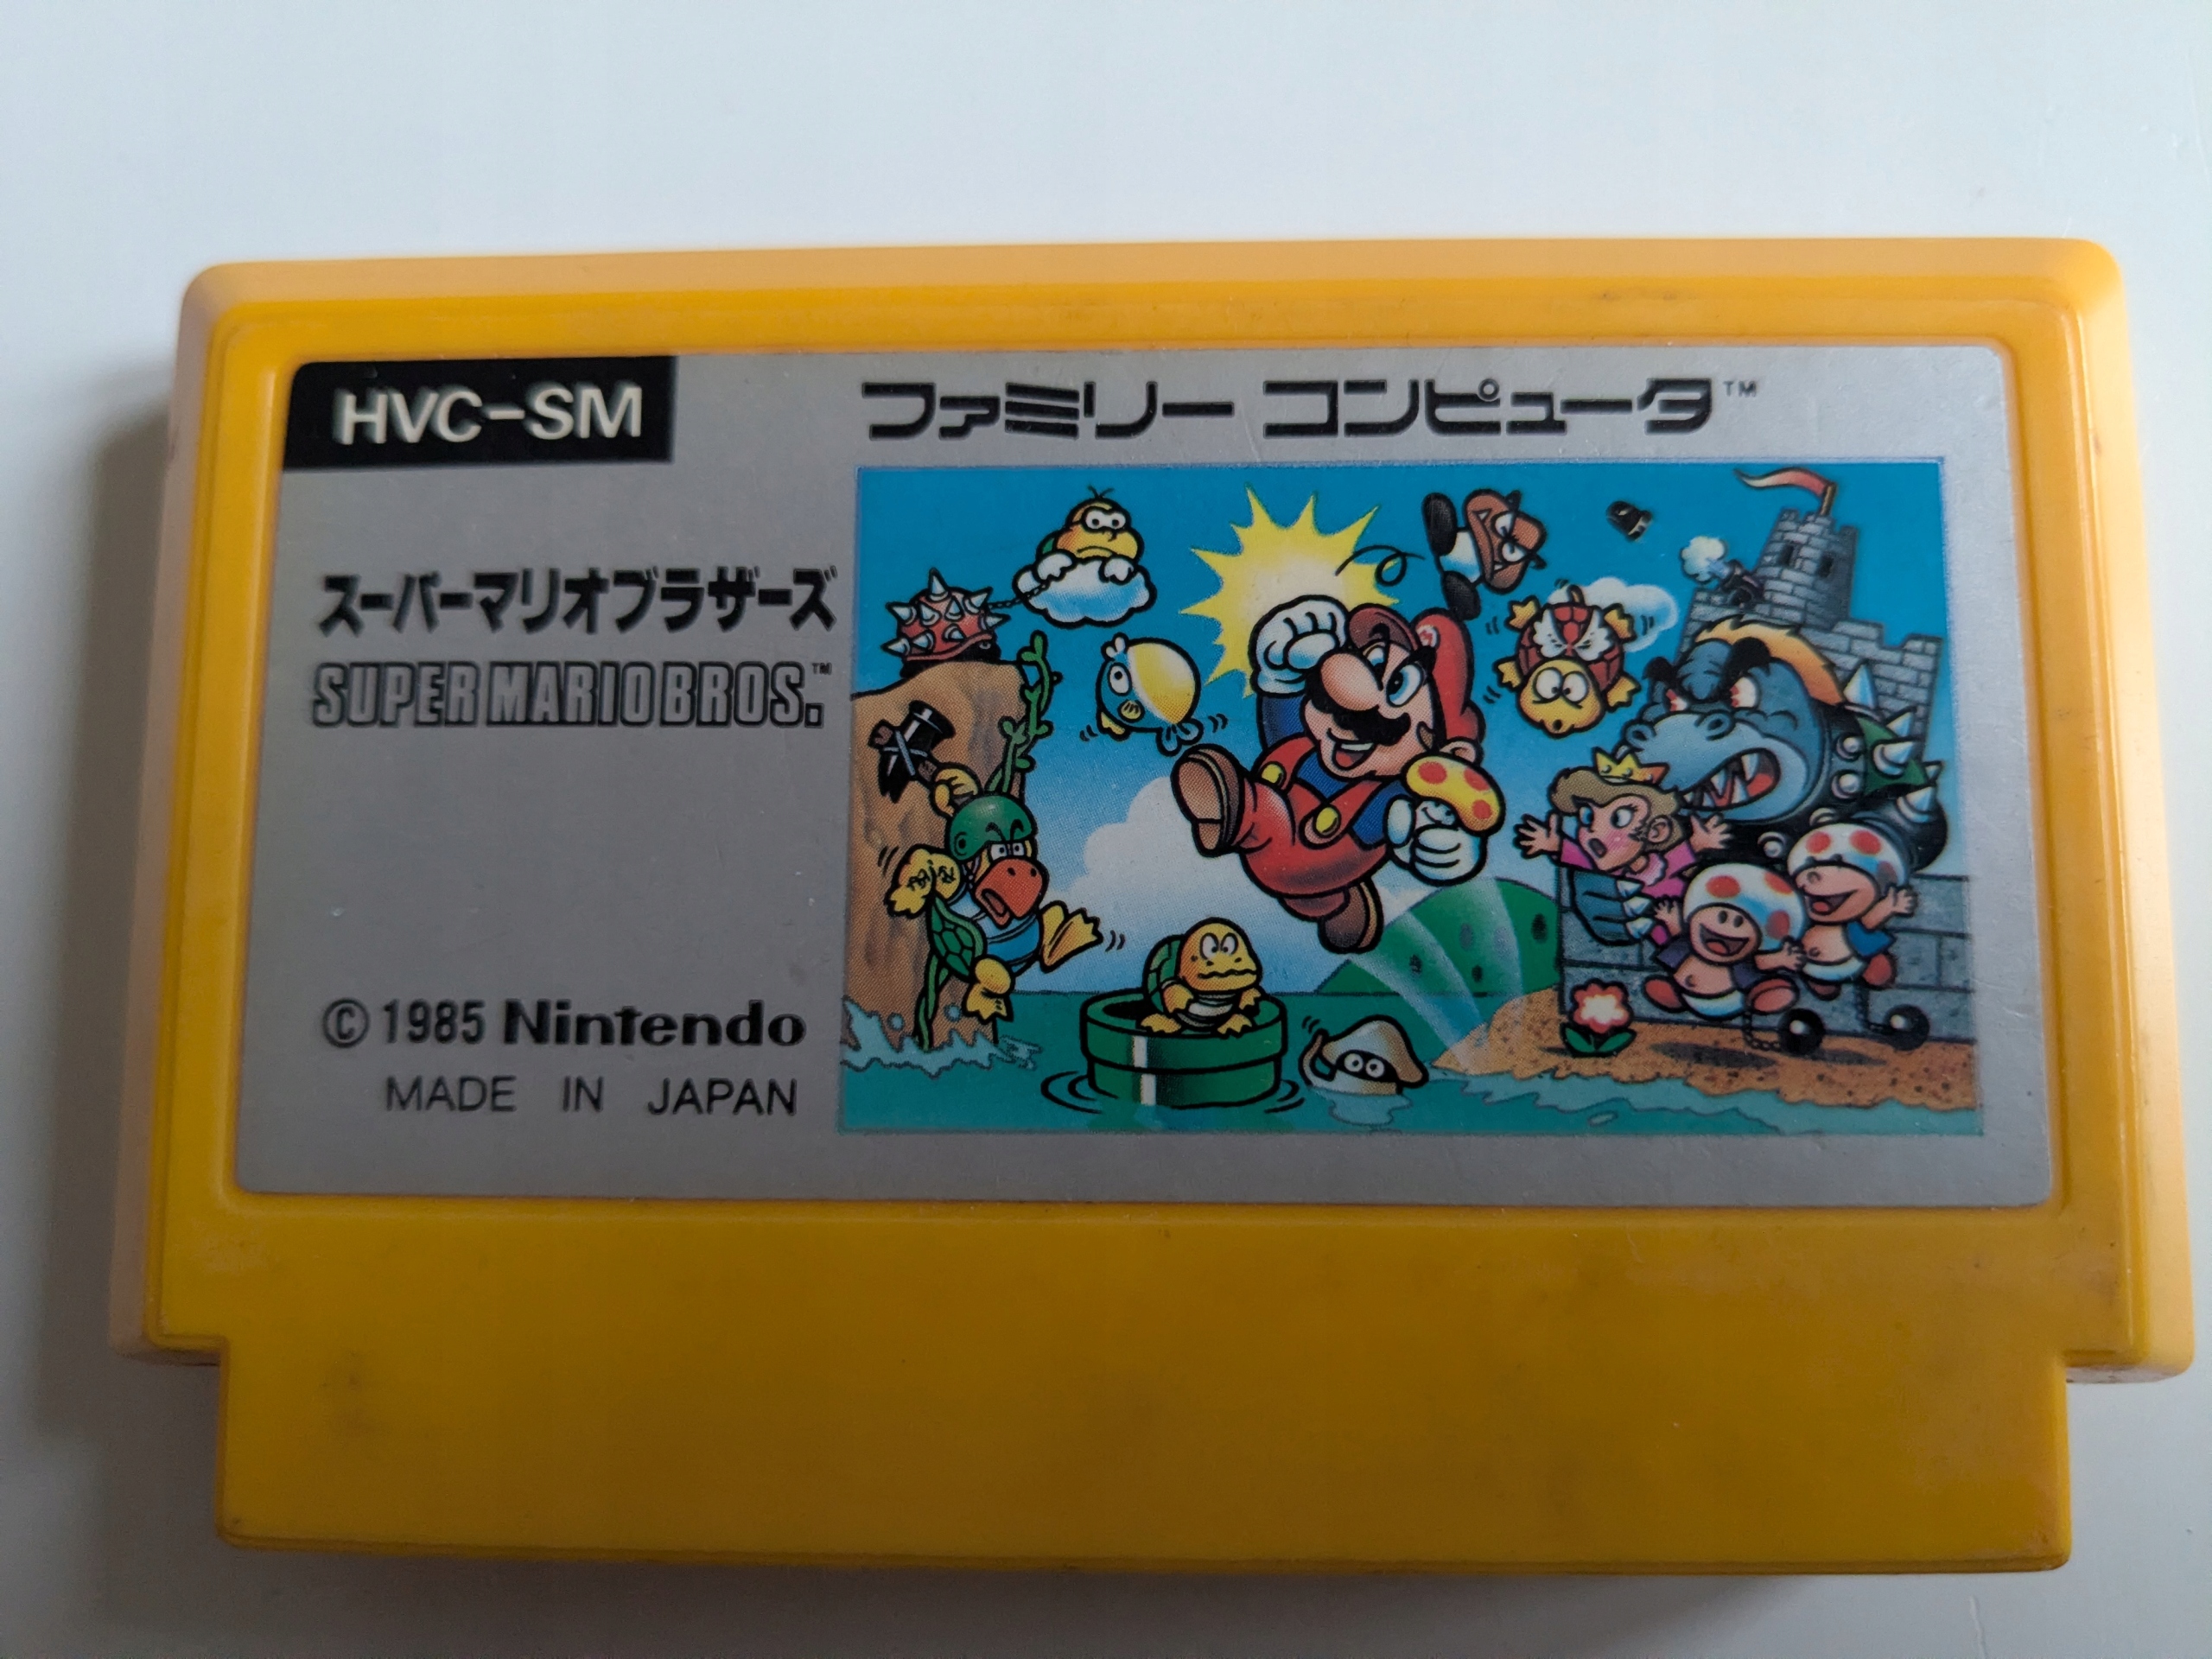 HVC-SM
ファミリー コンピュータ™
スーパーマリオブラザーズ
SUPER MARIO BROS.™
© 1985 Nintendo
MADE IN JAPAN
M